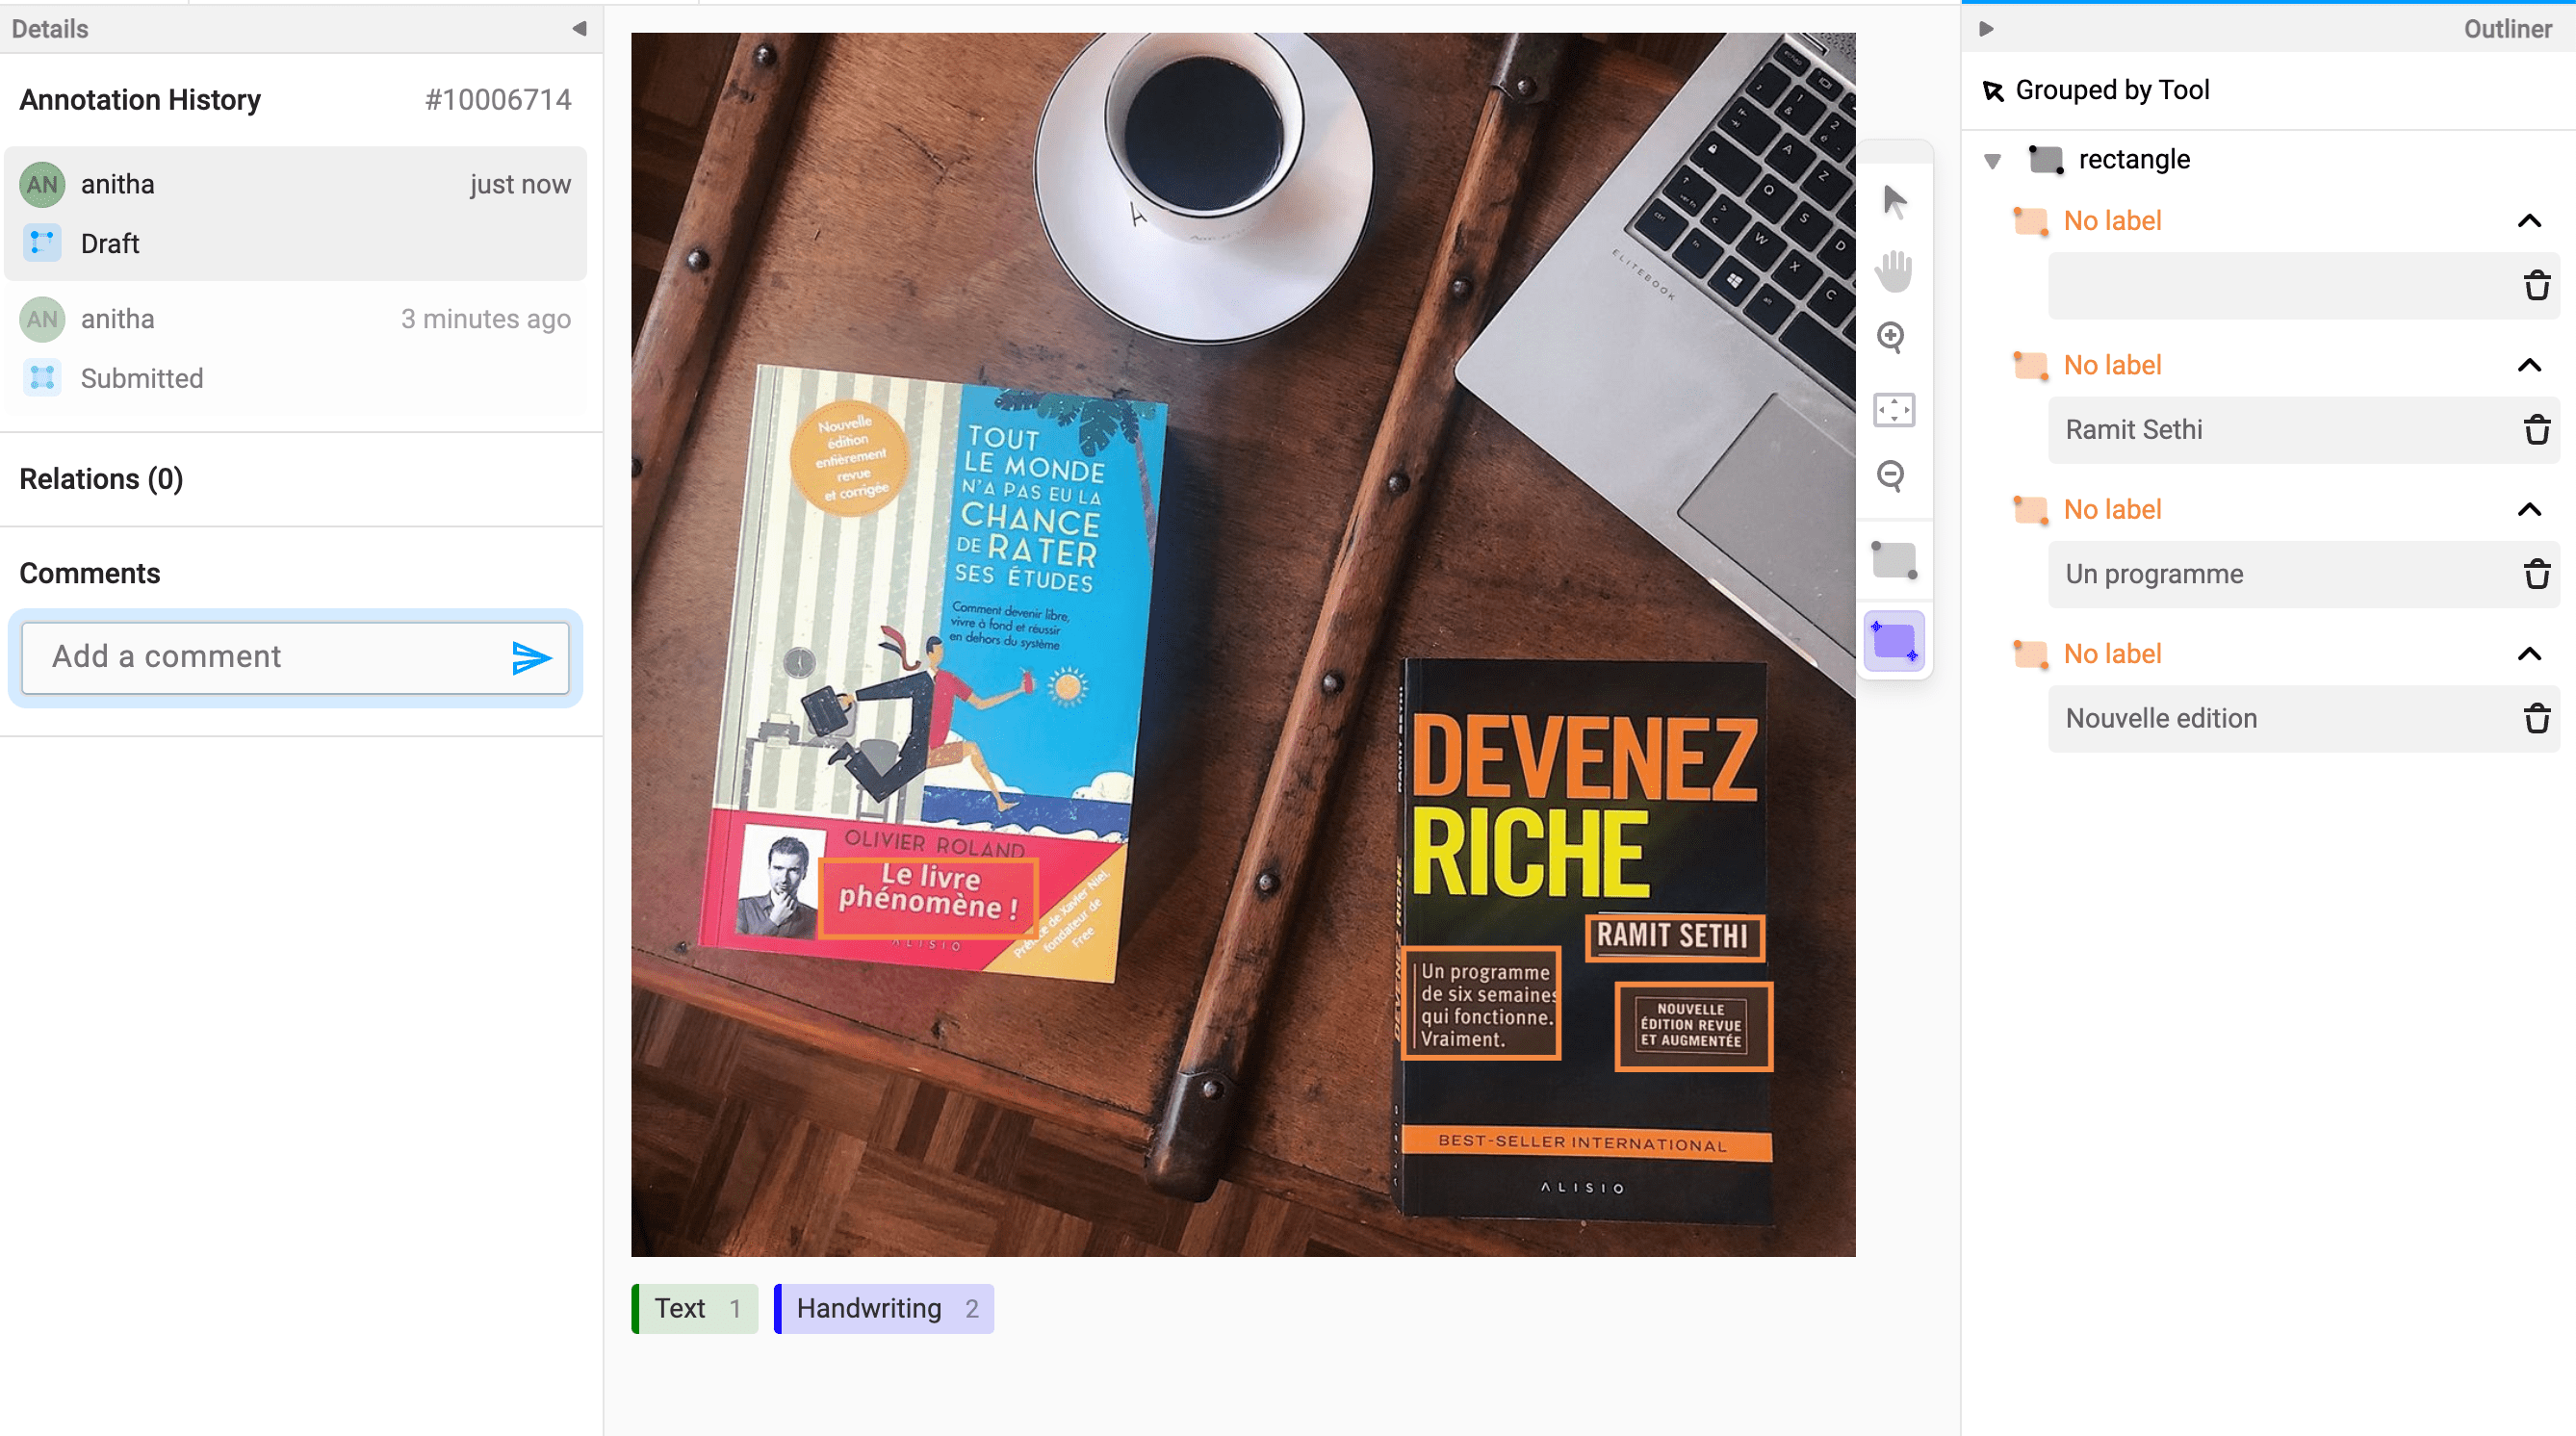 Details
Outliner
Annotation History #10006714
AN anitha just now
Draft
AN anitha 3 minutes ago
Submitted
Relations (0)
Comments
Add a comment
Nouvelle
édition
entièrement
revue
et corrigée
TOUT
LE MONDE
N'A PAS EU LA
CHANCE
DE RATER
SES ÉTUDES
Comment devenir libre,
vivre à fond et réussir
en dehors du système
OLIVIER ROLAND
Le livre
phénomène !
ALISIO
Préface de Xavier Niel,
fondateur de
Free
ELITEBOOK
RAMIT SETHI
DEVENEZ RICHE
DEVENEZ
RICHE
RAMIT SETHI
Un programme
de six semaines
qui fonctionne.
Vraiment.
NOUVELLE
ÉDITION REVUE
ET AUGMENTÉE
BEST-SELLER INTERNATIONAL
ALISIO
Text 1
Handwriting 2
Grouped by Tool
rectangle
No label
No label
Ramit Sethi
No label
Un programme
No label
Nouvelle edition